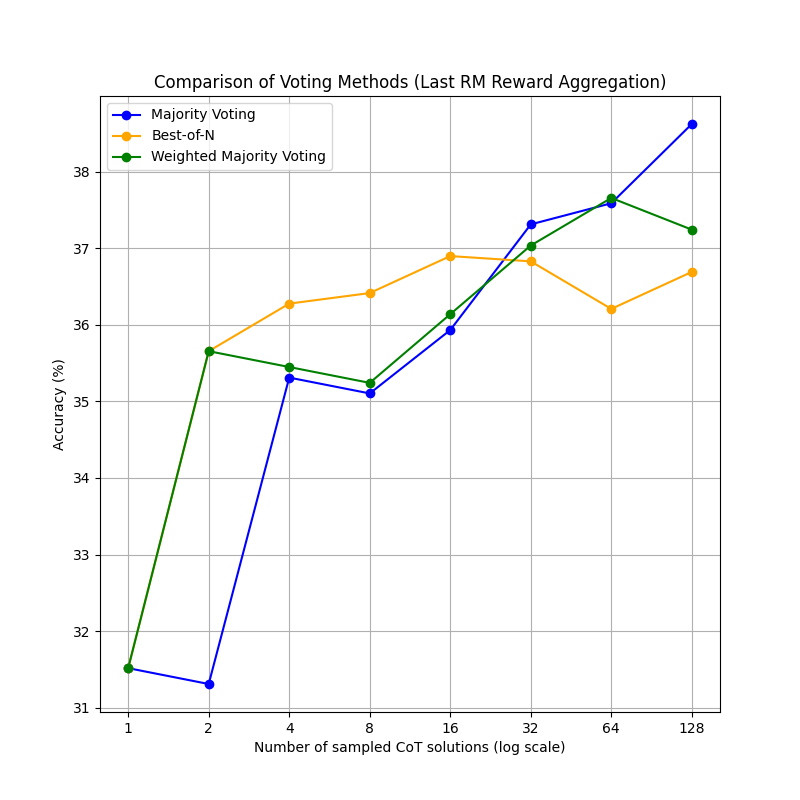 Comparison of Voting Methods (Last RM Reward Aggregation)
Majority Voting
Best-of-N
Weighted Majority Voting
38
37
36
35
34
33
32
31
Accuracy (%)
1 2 4 8 16 32 64 128
Number of sampled CoT solutions (log scale)